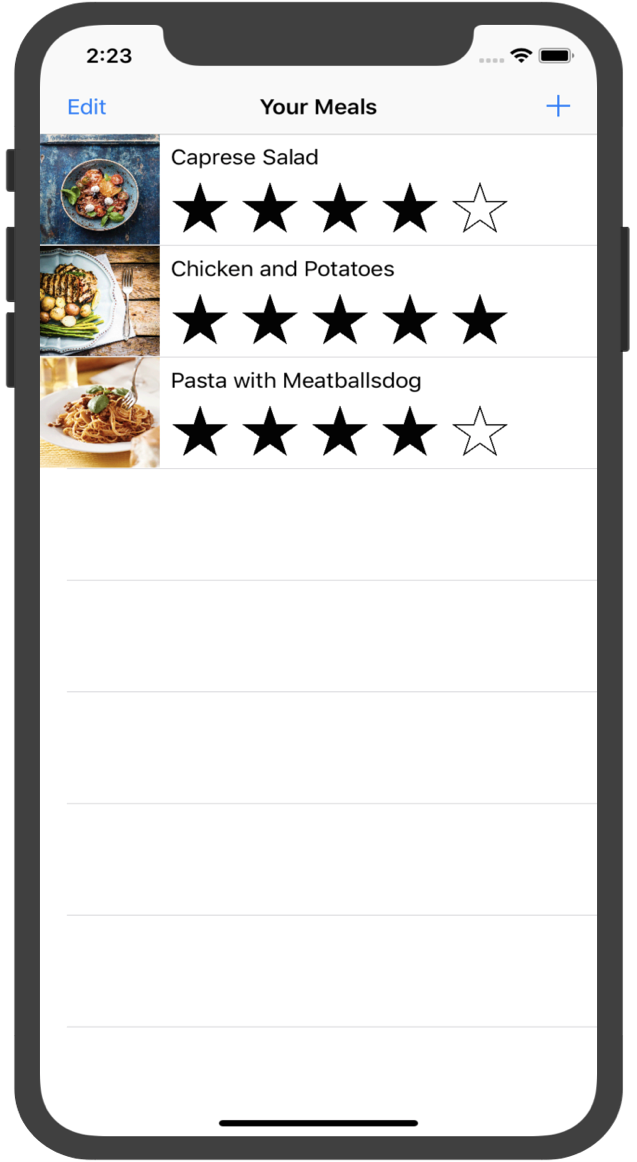 2:23
Edit
Your Meals
+
Caprese Salad
Chicken and Potatoes
Pasta with Meatballsdog